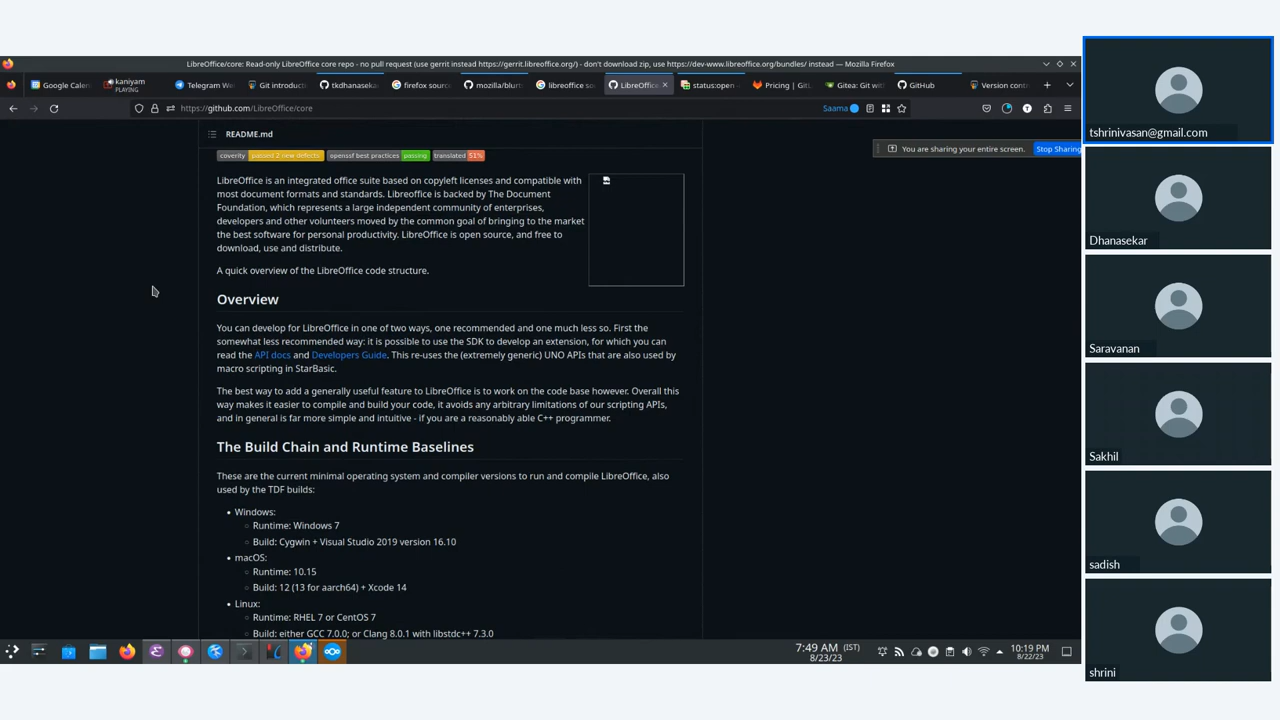 LibreOffice/core: Read-only LibreOffice core repo - no pull request (use gerrit instead https://gerrit.libreoffice.org/) - don't download zip, use https://dev-www.libreoffice.org/bundles/ instead — Mozilla Firefox
Google Calen
kaniyam
PLAYING
Telegram We
Git introduct
tkdhanasekar
firefox source
mozilla/blurt
libreoffice so
LibreOffice
status:open -
Pricing | GitL
Gitea: Git wit
GitHub
Version contr
https://github.com/LibreOffice/core
Saama
README.md
You are sharing your entire screen.
Stop Sharing
coverity passed 2 new defects openssf best practices passing translated 51%
LibreOffice is an integrated office suite based on copyleft licenses and compatible with
most document formats and standards. Libreoffice is backed by The Document
Foundation, which represents a large independent community of enterprises,
developers and other volunteers moved by the common goal of bringing to the market
the best software for personal productivity. LibreOffice is open source, and free to
download, use and distribute.
A quick overview of the LibreOffice code structure.
Overview
You can develop for LibreOffice in one of two ways, one recommended and one much less so. First the
somewhat less recommended way: it is possible to use the SDK to develop an extension, for which you can
read the API docs and Developers Guide. This re-uses the (extremely generic) UNO APIs that are also used by
macro scripting in StarBasic.
The best way to add a generally useful feature to LibreOffice is to work on the code base however. Overall this
way makes it easier to compile and build your code, it avoids any arbitrary limitations of our scripting APIs,
and in general is far more simple and intuitive - if you are a reasonably able C++ programmer.
The Build Chain and Runtime Baselines
These are the current minimal operating system and compiler versions to run and compile LibreOffice, also
used by the TDF builds:
Windows:
Runtime: Windows 7
Build: Cygwin + Visual Studio 2019 version 16.10
macOS:
Runtime: 10.15
Build: 12 (13 for aarch64) + Xcode 14
Linux:
Runtime: RHEL 7 or CentOS 7
Build: either GCC 7.0.0; or Clang 8.0.1 with libstdc++ 7.3.0
7:49 AM (IST)
8/23/23
10:19 PM
8/22/23
tshrinivasan@gmail.com
Dhanasekar
Saravanan
Sakhil
sadish
shrini